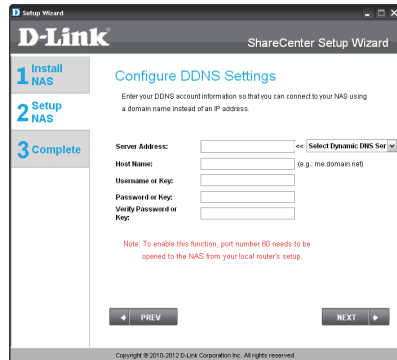 Setup Wizard
D-Link
ShareCenter Setup Wizard
1 Install NAS
2 Setup NAS
3 Complete
Configure DDNS Settings
Enter your DDNS account information so that you can connect to your NAS using
a domain name instead of an IP address.
Server Address: << Select Dynamic DNS Ser
Host Name: (e.g.: me.domain.net)
Username or Key:
Password or Key:
Verify Password or
Key:
Note: To enable this function, port number 80 needs to be
opened to the NAS from your local router's setup.
PREV
NEXT
Copyright © 2010-2012 D-Link Corporation Inc. All rights reserved.